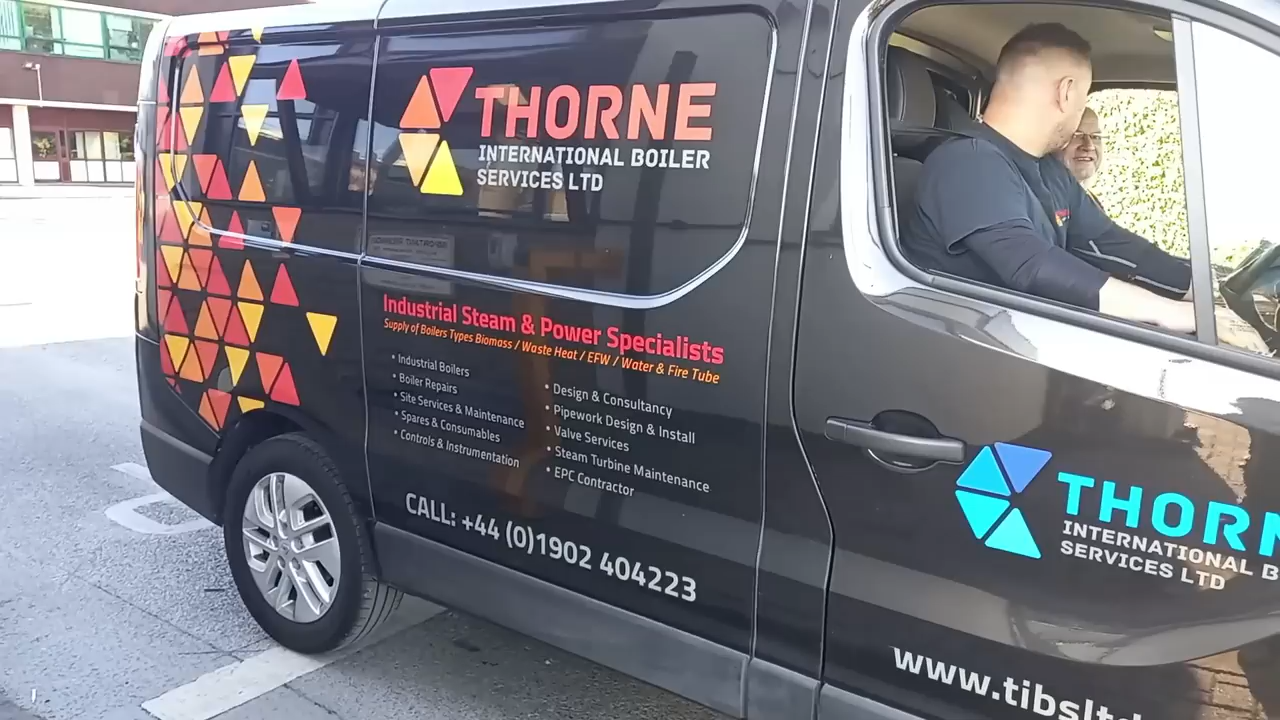 THORNE
INTERNATIONAL BOILER
SERVICES LTD
Industrial Steam & Power Specialists
Supply of Boilers Types Biomass / Waste Heat / EFW / Water & Fire Tube
• Industrial Boilers
• Boiler Repairs
• Site Services & Maintenance
• Spares & Consumables
• Controls & Instrumentation
• Design & Consultancy
• Pipework Design & Install
• Valve Services
• Steam Turbine Maintenance
• EPC Contractor
CALL: +44 (0)1902 404223
THORN
INTERNATIONAL B
SERVICES LTD
www.tibsltd